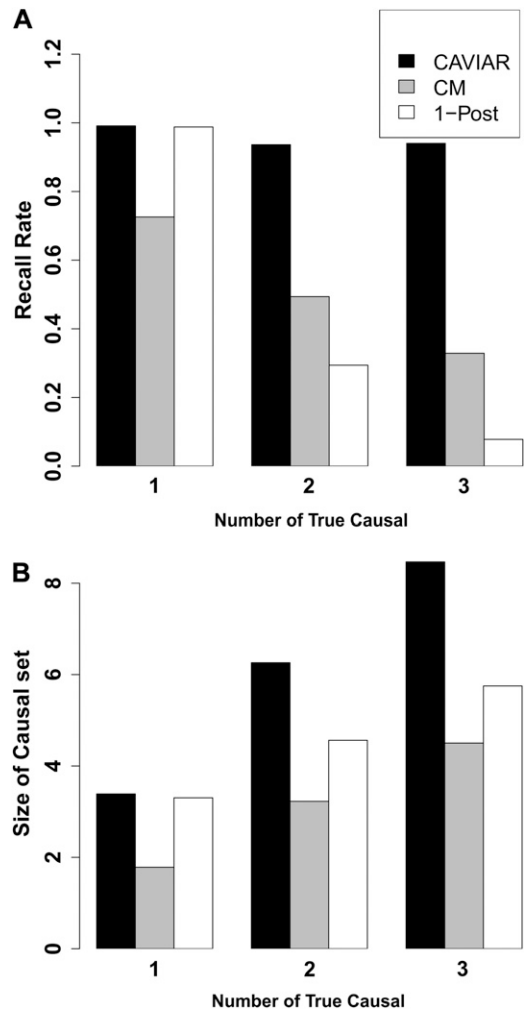 A
CAVIAR
CM
1−Post
1.2
1.0
0.8
0.6
0.4
0.2
0.0
Recall Rate
1 2 3
Number of True Causal
B
8
6
4
2
0
Size of Causal set
1 2 3
Number of True Causal